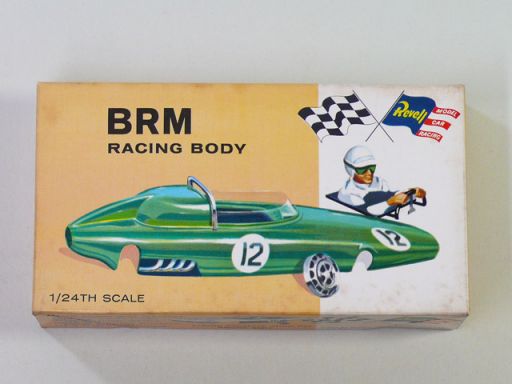 BRM
RACING BODY
Revell
MODEL
CAR
RACING
12
12
1/24TH SCALE